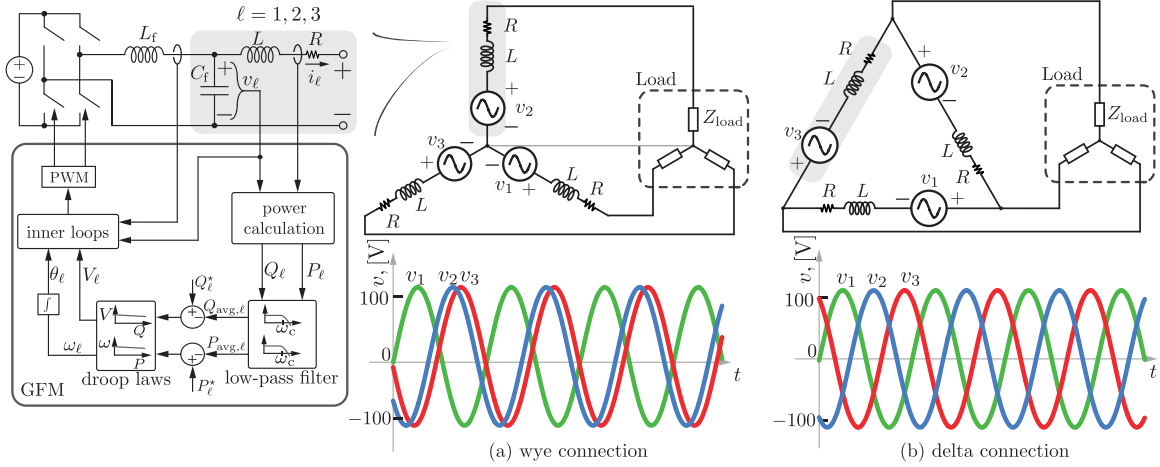 ℓ = 1, 2, 3
L_f
L
R
C_f
+
v_ℓ
−
i_ℓ
+
−
PWM
inner loops
power
calculation
θ_ℓ
V_ℓ
Q_ℓ
P_ℓ
∫
Q_ℓ^⋆
Q_avg,ℓ
V
Q
ω
P
ω_c
ω_c
ω_ℓ
P_avg,ℓ
droop laws
low-pass filter
P_ℓ^⋆
GFM
R
L
+
v_2
−
v_3
−
+
−
v_1
+
L
R
L
R
Load
Z_load
v, [V]
v_1 v_2 v_3
100
0
−100
t
(a) wye connection
R
L
+
v_2
−
v_3
−
+
L
R
R
L
v_1
−
+
Load
Z_load
v, [V]
v_1 v_2 v_3
100
0
−100
t
(b) delta connection